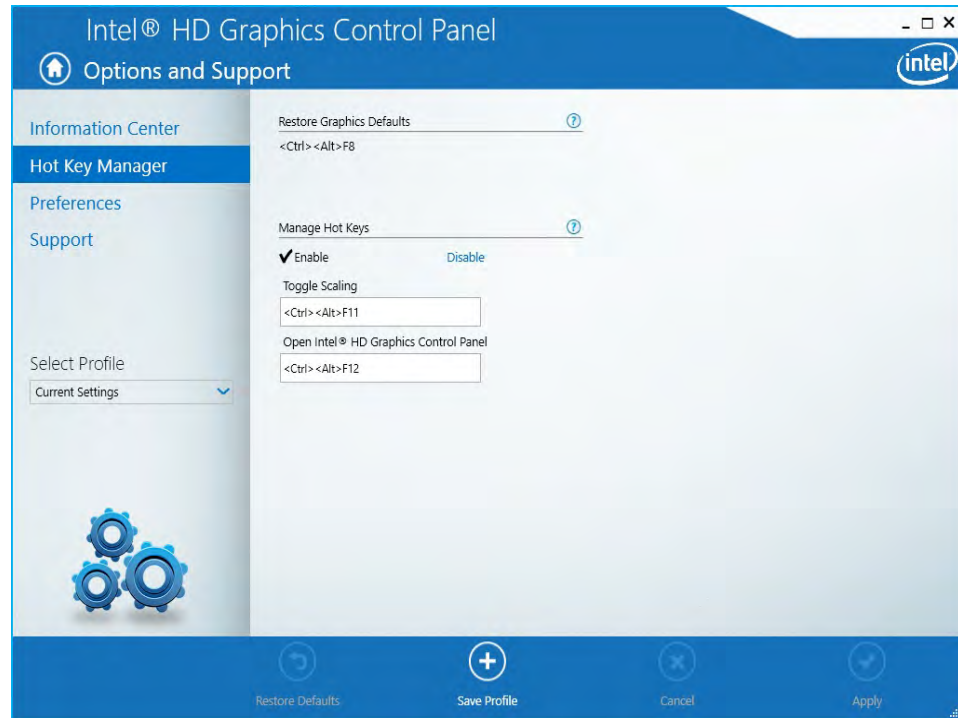 Intel® HD Graphics Control Panel
Options and Support
intel
Information Center
Hot Key Manager
Preferences
Support
Select Profile
Current Settings
Restore Graphics Defaults
<Ctrl><Alt>F8
Manage Hot Keys
Enable Disable
Toggle Scaling
<Ctrl><Alt>F11
Open Intel® HD Graphics Control Panel
<Ctrl><Alt>F12
Restore Defaults Save Profile Cancel Apply